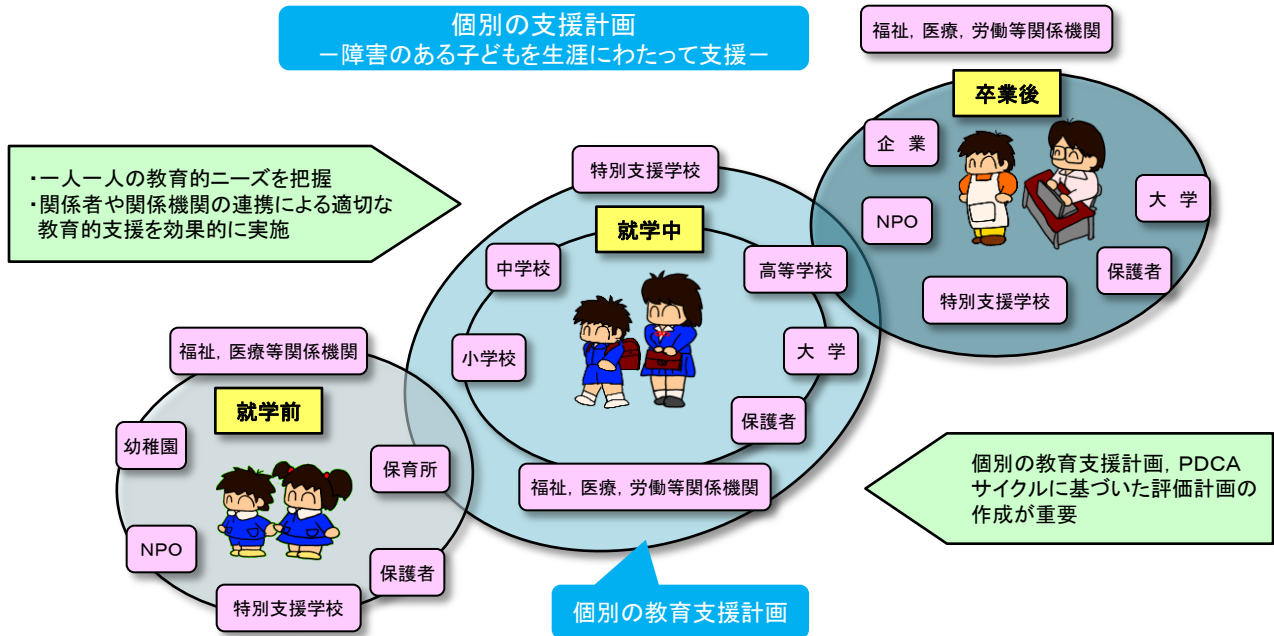 個別の支援計画
－障害のある子どもを生涯にわたって支援－
福祉，医療，労働等関係機関
卒業後
企　業
NPO
大　学
保護者
特別支援学校
・一人一人の教育的ニーズを把握
・関係者や関係機関の連携による適切な
教育的支援を効果的に実施
特別支援学校
就学中
中学校
高等学校
小学校
大　学
保護者
福祉，医療，労働等関係機関
福祉，医療等関係機関
就学前
幼稚園
保育所
NPO
保護者
特別支援学校
個別の教育支援計画，PDCA
サイクルに基づいた評価計画の
作成が重要
個別の教育支援計画